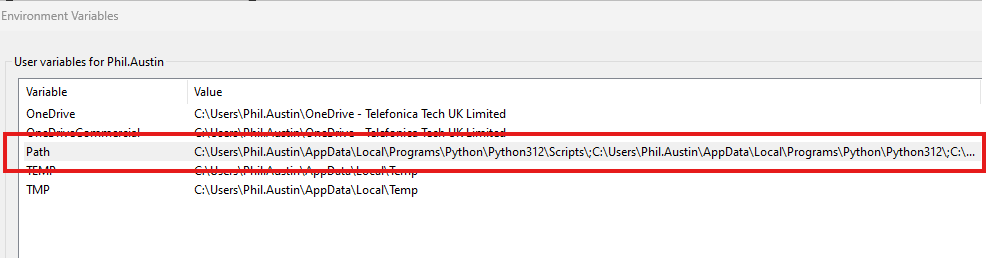 Environment Variables
User variables for Phil.Austin
Variable Value
OneDrive C:\Users\Phil.Austin\OneDrive - Telefonica Tech UK Limited
OneDriveCommercial C:\Users\Phil.Austin\OneDrive - Telefonica Tech UK Limited
Path C:\Users\Phil.Austin\AppData\Local\Programs\Python\Python312\Scripts\;C:\Users\Phil.Austin\AppData\Local\Programs\Python\Python312\;C:\...
TEMP C:\Users\Phil.Austin\AppData\Local\Temp
TMP C:\Users\Phil.Austin\AppData\Local\Temp